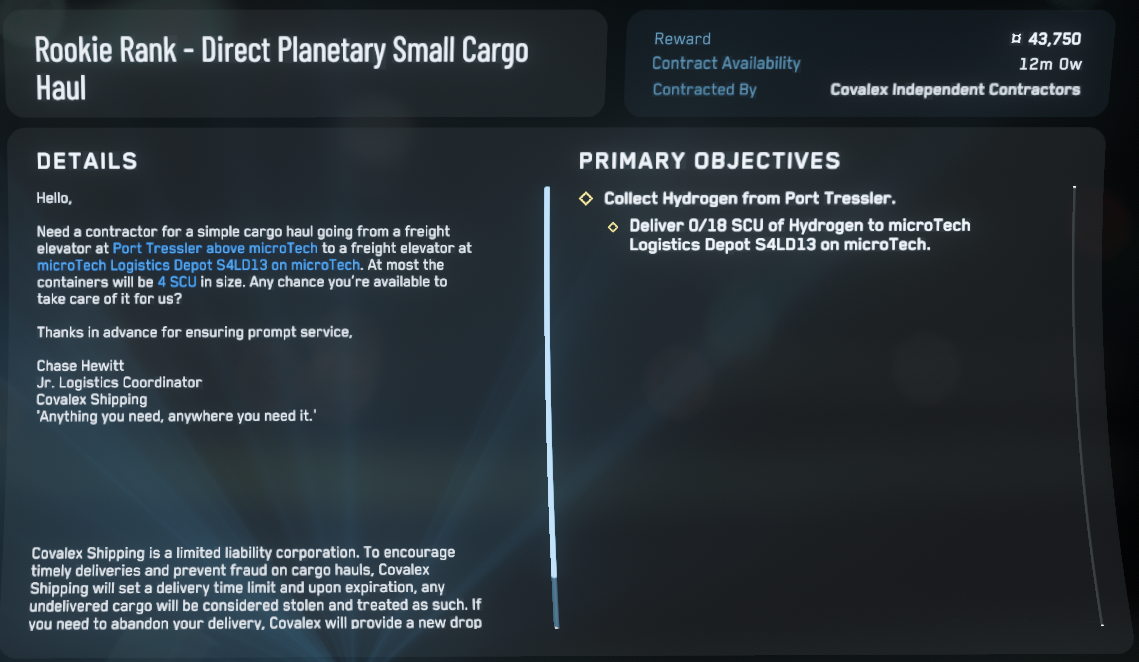 Rookie Rank - Direct Planetary Small Cargo
Haul
Reward ¤ 43,750
Contract Availability 12m 0w
Contracted By Covalex Independent Contractors
DETAILS
Hello,
Need a contractor for a simple cargo haul going from a freight
elevator at Port Tressler above microTech to a freight elevator at
microTech Logistics Depot S4LD13 on microTech. At most the
containers will be 4 SCU in size. Any chance you're available to
take care of it for us?
Thanks in advance for ensuring prompt service,
Chase Hewitt
Jr. Logistics Coordinator
Covalex Shipping
'Anything you need, anywhere you need it.'
Covalex Shipping is a limited liability corporation. To encourage
timely deliveries and prevent fraud on cargo hauls, Covalex
Shipping will set a delivery time limit and upon expiration, any
undelivered cargo will be considered stolen and treated as such. If
you need to abandon your delivery, Covalex will provide a new drop
PRIMARY OBJECTIVES
Collect Hydrogen from Port Tressler.
Deliver 0/18 SCU of Hydrogen to microTech
Logistics Depot S4LD13 on microTech.